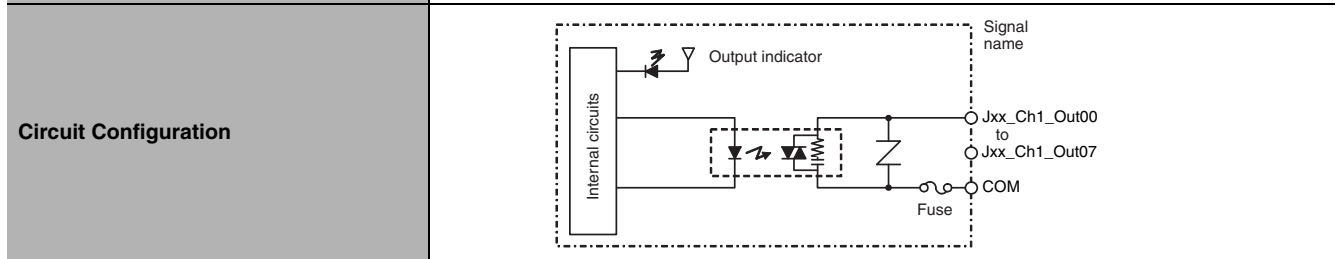 Circuit Configuration
Signal
name
Output indicator
Internal circuits
Jxx_Ch1_Out00
to
Jxx_Ch1_Out07
COM
Fuse